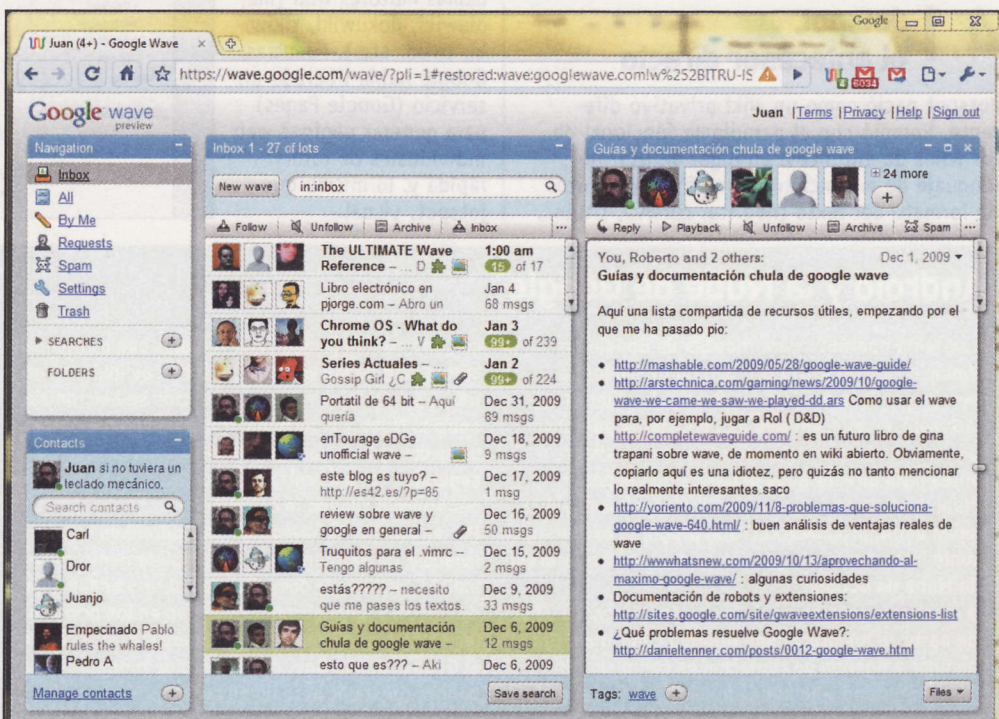 Google
Juan (4+) - Google Wave
https://wave.google.com/wave/?pli=1#restored:wave:googlewave.com!w%252BITRU-IS
4
6034
Google wave
preview
Juan |Terms |Privacy |Help |Sign out
Navigation
Inbox
All
By Me
Requests
Spam
Settings
Trash
SEARCHES
FOLDERS
Contacts
Juan si no tuviera un
teclado mecánico,
Search contacts
Carl
Dror
Juanjo
Empecinado Pablo
rules the whales!
Pedro A
Manage contacts
Inbox 1 - 27 of lots
New wave
in:inbox
Follow Unfollow Archive Inbox ...
The ULTIMATE Wave 1:00 am
Reference – ... D 15 of 17
Libro electrónico en Jan 4
pjorge.com – Abro un 68 msgs
Chrome OS - What do Jan 3
you think? – ... V 99+ of 239
Series Actuales – ... Jan 2
Gossip Girl ¿C 99+ of 224
Portatil de 64 bit – Aquí Dec 31, 2009
quería 89 msgs
enTourage eDGe Dec 18, 2009
unofficial wave – 9 msgs
este blog es tuyo? – Dec 17, 2009
http://es42.es/?p=65 1 msg
review sobre wave y Dec 16, 2009
google en general – 50 msgs
Truquitos para el .vimrc – Dec 15, 2009
Tengo algunas 2 msgs
estás????? – necesito Dec 9, 2009
que me pases los textos. 33 msgs
Guías y documentación Dec 6, 2009
chula de google wave – 12 msgs
esto que es??? – Aki Dec 6, 2009
Save search
Guías y documentación chula de google wave
24 more
Reply Playback Unfollow Archive Spam ...
You, Roberto and 2 others: Dec 1, 2009
Guías y documentación chula de google wave
Aquí una lista compartida de recursos útiles, empezando por el
que me ha pasado pio:
http://mashable.com/2009/05/28/google-wave-guide/
http://arstechnica.com/gaming/news/2009/10/google-
wave-we-came-we-saw-we-played-dd.ars Como usar el wave
para, por ejemplo, jugar a Rol ( D&D)
http://completewaveguide.com/ : es un futuro libro de gina
trapani sobre wave, de momento en wiki abierto. Obviamente,
copiarlo aquí es una idiotez, pero quizás no tanto mencionar
lo realmente interesantes.saco
http://yoriento.com/2009/11/8-problemas-que-soluciona-
google-wave-640.html/ : buen análisis de ventajas reales de
wave
http://wwwhatsnew.com/2009/10/13/aprovechando-al-
maximo-google-wave/ : algunas curiosidades
Documentación de robots y extensiones:
http://sites.google.com/site/gwaveextensions/extensions-list
¿Qué problemas resuelve Google Wave?:
http://danieltenner.com/posts/0012-google-wave.html
Tags: wave
Files